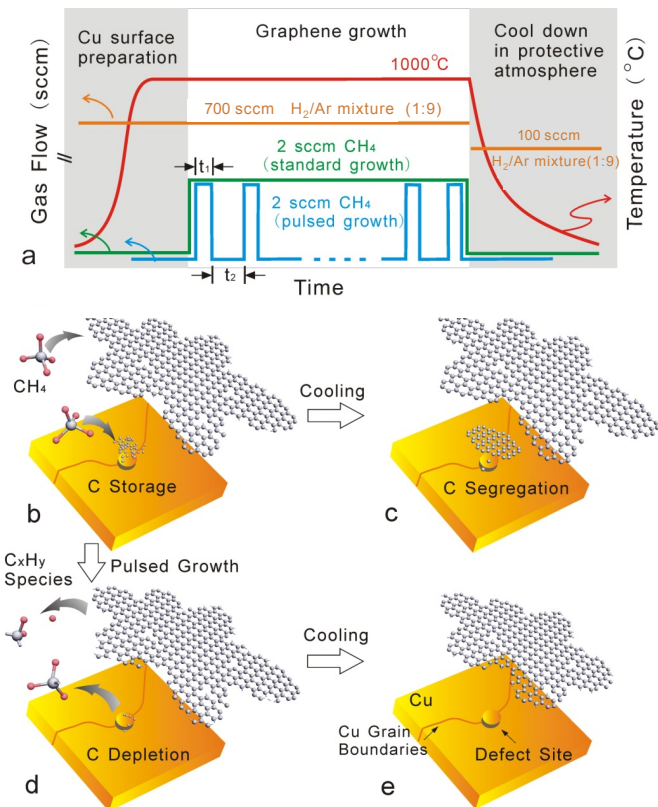 Cu surface
preparation
Graphene growth
Cool down
in protective
atmosphere
1000°C
700 sccm H₂/Ar mixture (1:9)
100 sccm
H₂/Ar mixture(1:9)
2 sccm CH₄
(standard growth)
t₁
2 sccm CH₄
(pulsed growth)
t₂
Gas Flow (sccm)
Temperature (°C)
Time
a
CH₄
C Storage
b
Cooling
C Segregation
c
CxHy
Species
Pulsed Growth
C Depletion
d
Cooling
Cu
Cu Grain
Boundaries
Defect Site
e